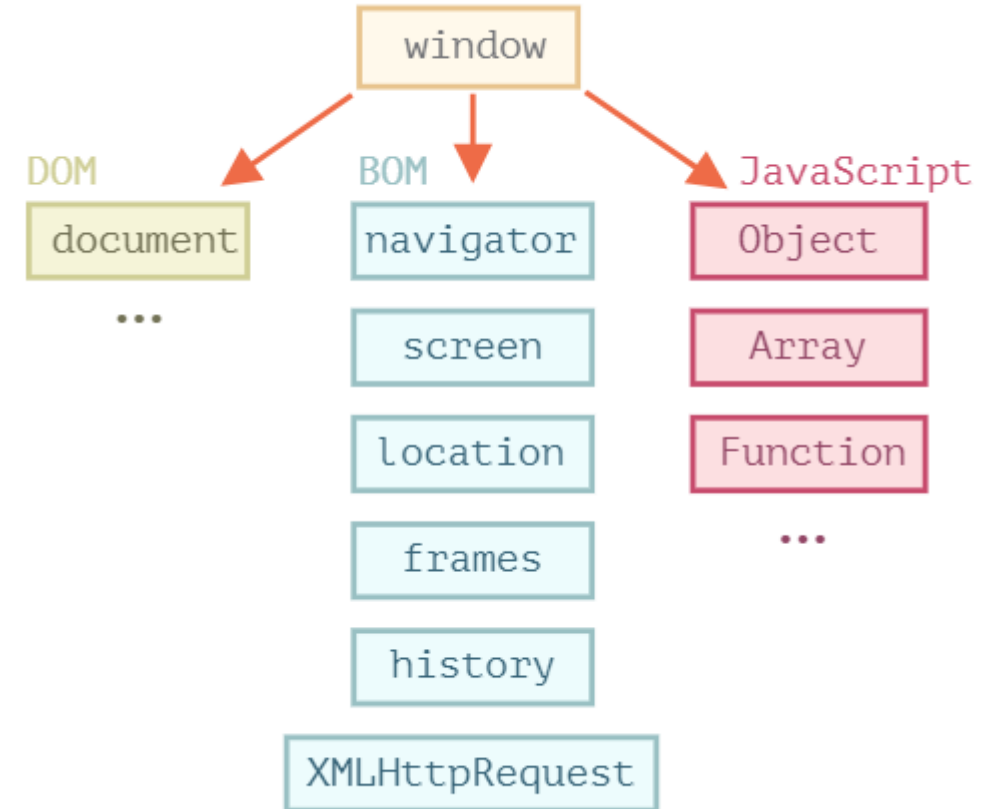 window
DOM
BOM
JavaScript
document
navigator
Object
...
screen
Array
location
Function
frames
...
history
XMLHttpRequest